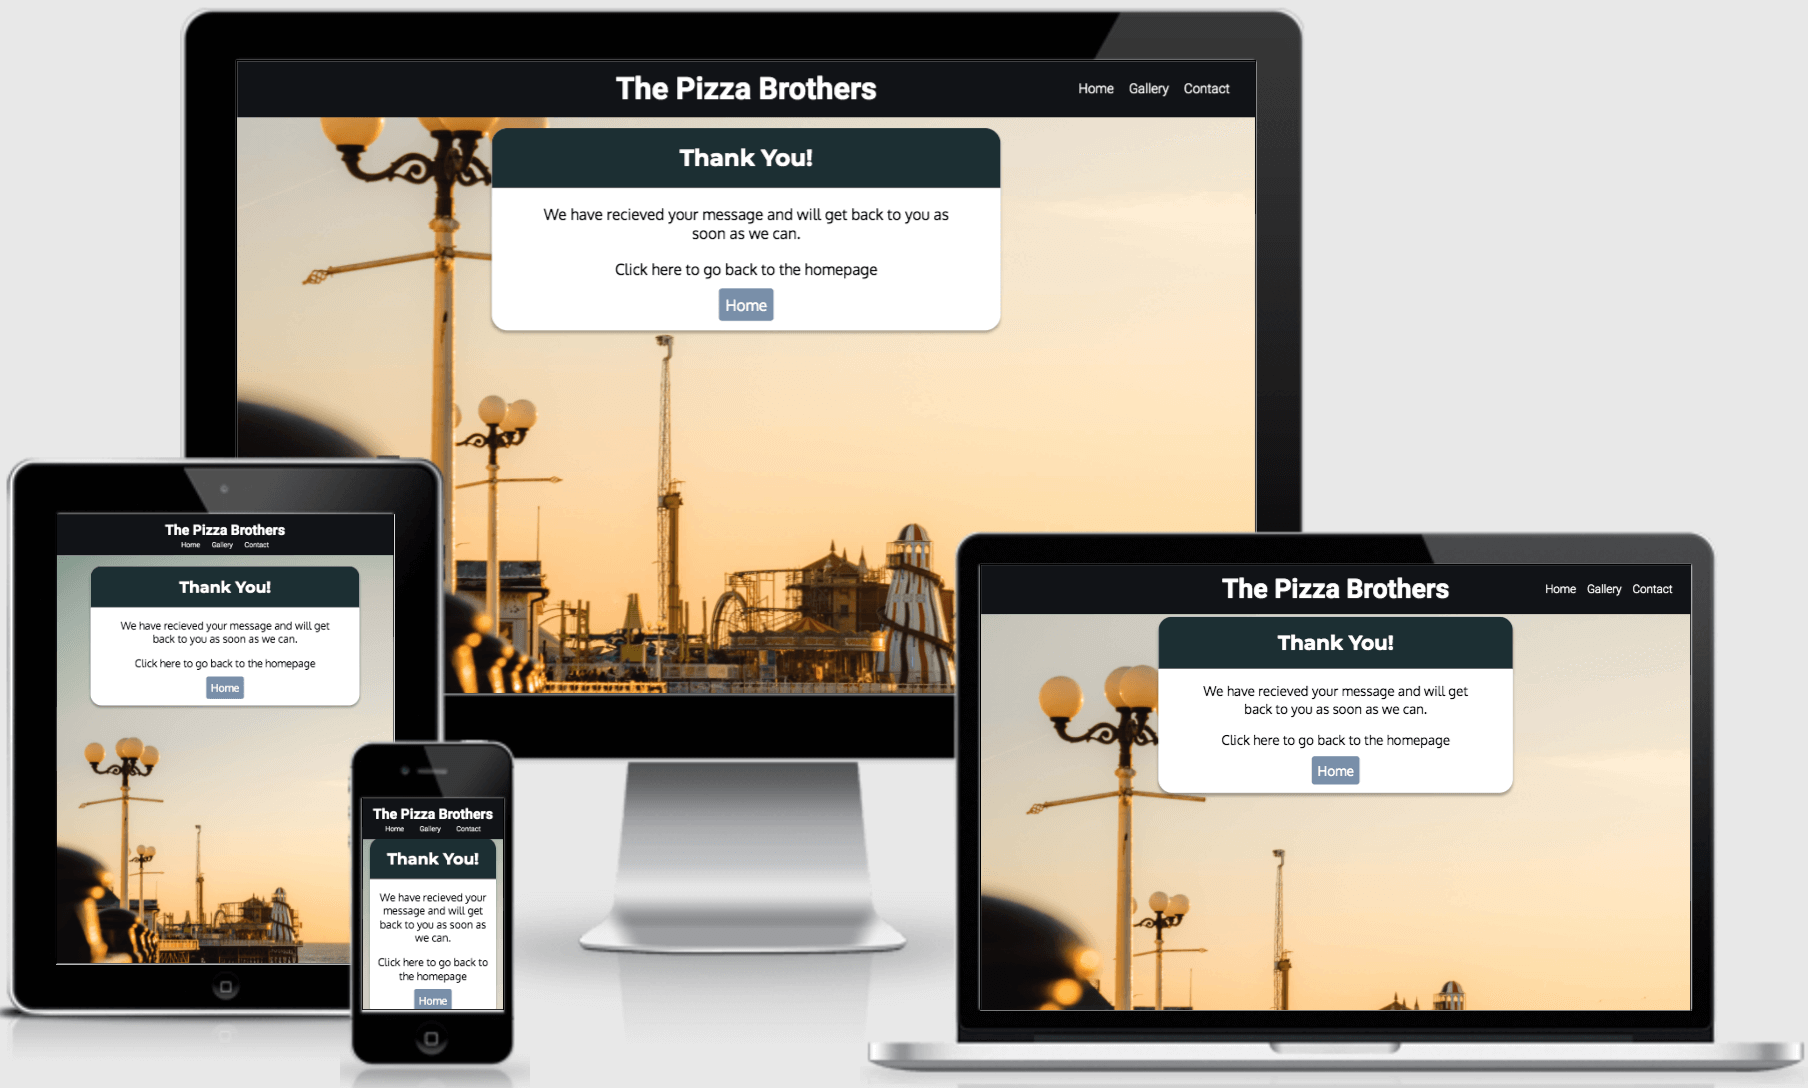 The Pizza Brothers
Home Gallery Contact
Thank You!
We have recieved your message and will get back to you as
soon as we can.
Click here to go back to the homepage
Home
The Pizza Brothers
Home Gallery Contact
Thank You!
We have recieved your message and will get
back to you as soon as we can.
Click here to go back to the homepage
Home
The Pizza Brothers
Home Gallery Contact
Thank You!
We have recieved your
message and will get
back to you as soon as
we can.
Click here to go back to
the homepage
Home
The Pizza Brothers
Home Gallery Contact
Thank You!
We have recieved your message and will get
back to you as soon as we can.
Click here to go back to the homepage
Home